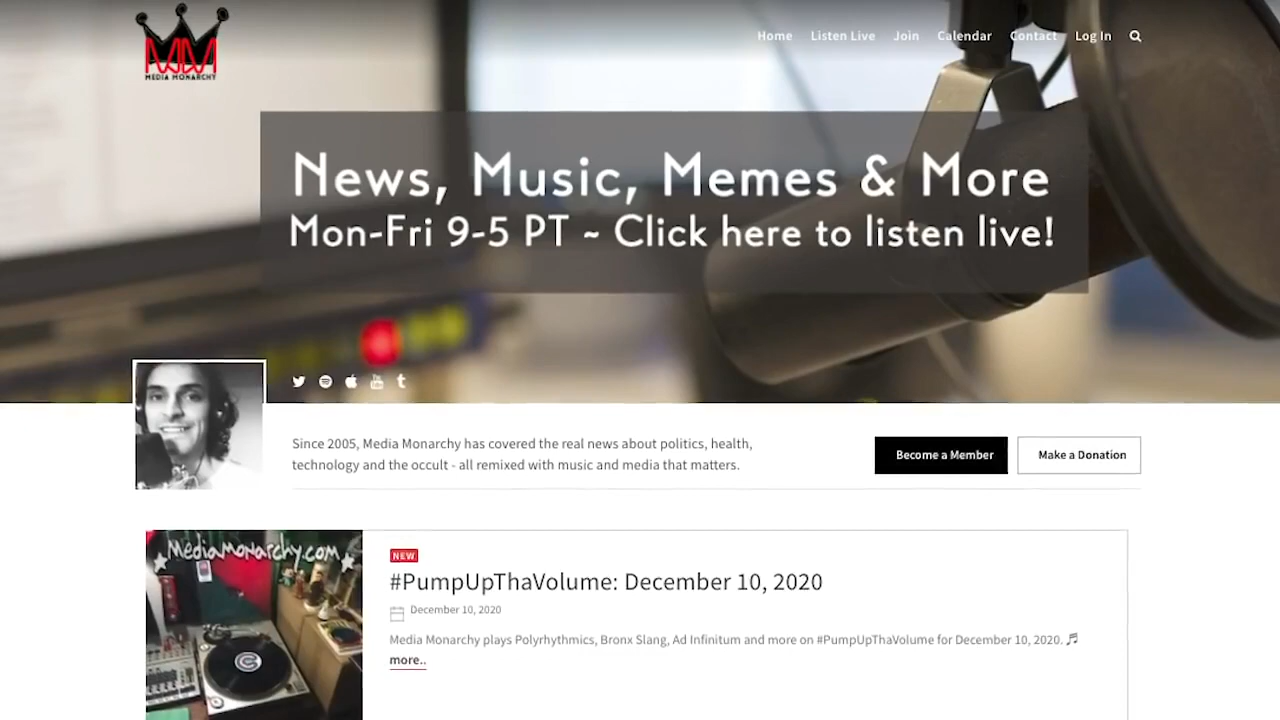 MEDIA MONARCHY
Home Listen Live Join Calendar Contact Log In
News, Music, Memes & More
Mon-Fri 9-5 PT ~ Click here to listen live!
Since 2005, Media Monarchy has covered the real news about politics, health,
technology and the occult - all remixed with music and media that matters.
Become a Member
Make a Donation
MediaMonarchy.com
NEW
#PumpUpThaVolume: December 10, 2020
December 10, 2020
Media Monarchy plays Polyrhythmics, Bronx Slang, Ad Infinitum and more on #PumpUpThaVolume for December 10, 2020. 🎵
more..